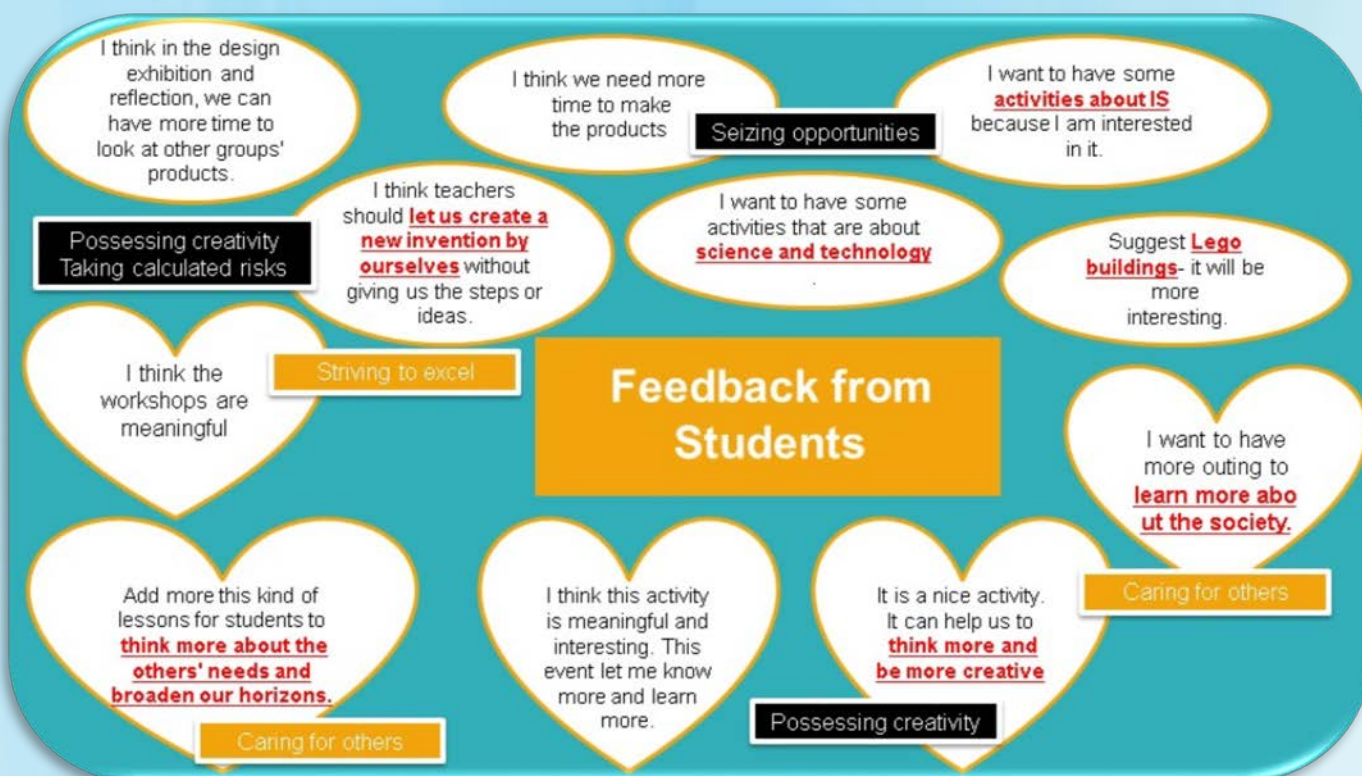 I think in the design
exhibition and
reflection, we can
have more time to
look at other groups'
products.
I think we need more
time to make
the products
Seizing opportunities
I want to have some
activities about IS
because I am interested
in it.
Possessing creativity
Taking calculated risks
I think teachers
should let us create a
new invention by
ourselves without
giving us the steps or
ideas.
I want to have some
activities that are about
science and technology
.
Suggest Lego
buildings- it will be
more
interesting.
I think the
workshops are
meaningful
Striving to excel
Feedback from
Students
I want to have
more outing to
learn more abo
ut the society.
Caring for others
Add more this kind of
lessons for students to
think more about the
others' needs and
broaden our horizons.
Caring for others
I think this activity
is meaningful and
interesting. This
event let me know
more and learn
more.
It is a nice activity.
It can help us to
think more and
be more creative
Possessing creativity